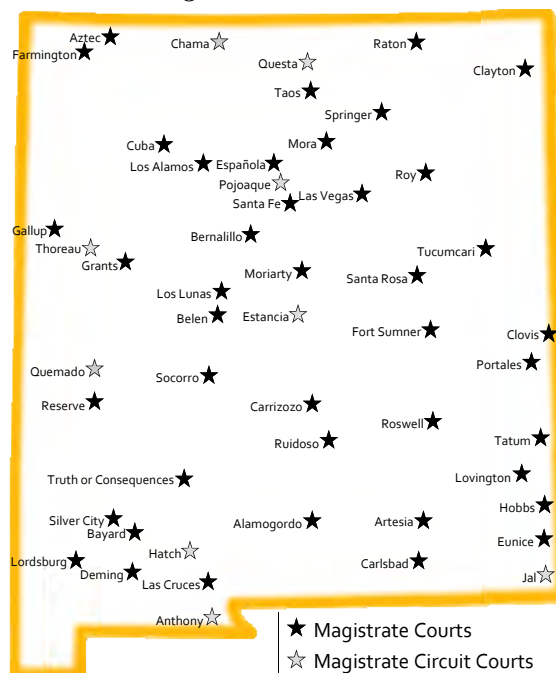 Aztec
Chama
Raton
Farmington
Questa
Clayton
Taos
Springer
Cuba
Mora
Los Alamos
Española
Roy
Pojoaque
Las Vegas
Santa Fe
Gallup
Bernalillo
Thoreau
Tucumcari
Grants
Moriarty
Santa Rosa
Los Lunas
Belen
Estancia
Fort Sumner
Clovis
Portales
Quemado
Socorro
Reserve
Carrizozo
Roswell
Ruidoso
Tatum
Truth or Consequences
Lovington
Hobbs
Silver City
Alamogordo
Artesia
Bayard
Eunice
Hatch
Lordsburg
Carlsbad
Deming
Las Cruces
Jal
Anthony
Magistrate Courts
Magistrate Circuit Courts